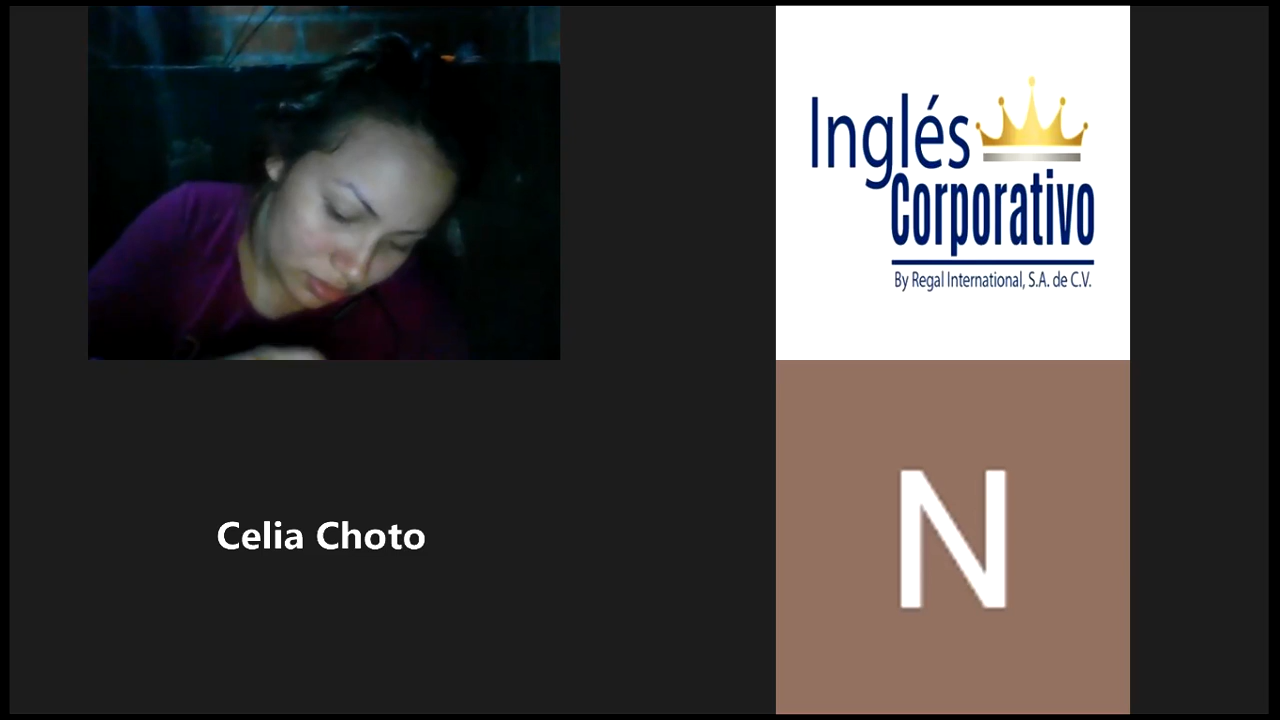 Inglés
Corporativo
By Regal International, S.A. de C.V.
Celia Choto
N